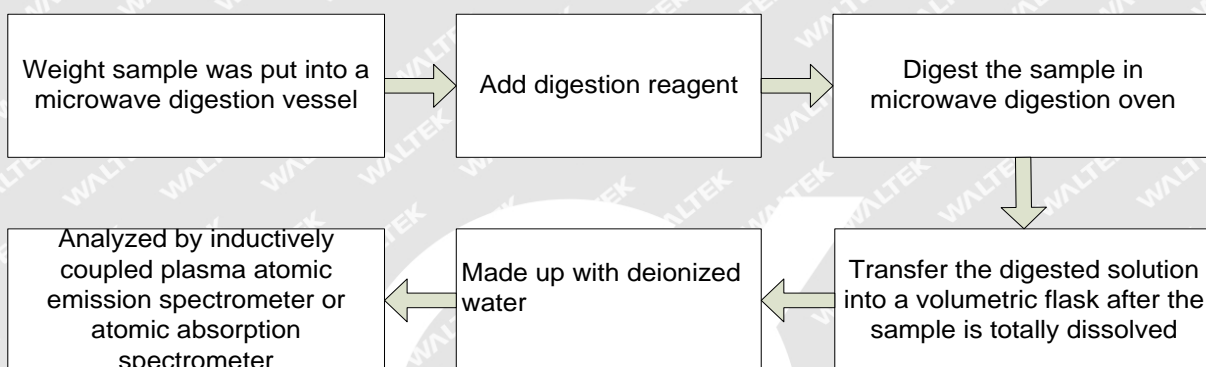 Weight sample was put into a
microwave digestion vessel
Add digestion reagent
Digest the sample in
microwave digestion oven
Transfer the digested solution
into a volumetric flask after the
sample is totally dissolved
Made up with deionized
water
Analyzed by inductively
coupled plasma atomic
emission spectrometer or
atomic absorption
spectrometer
WALTEK